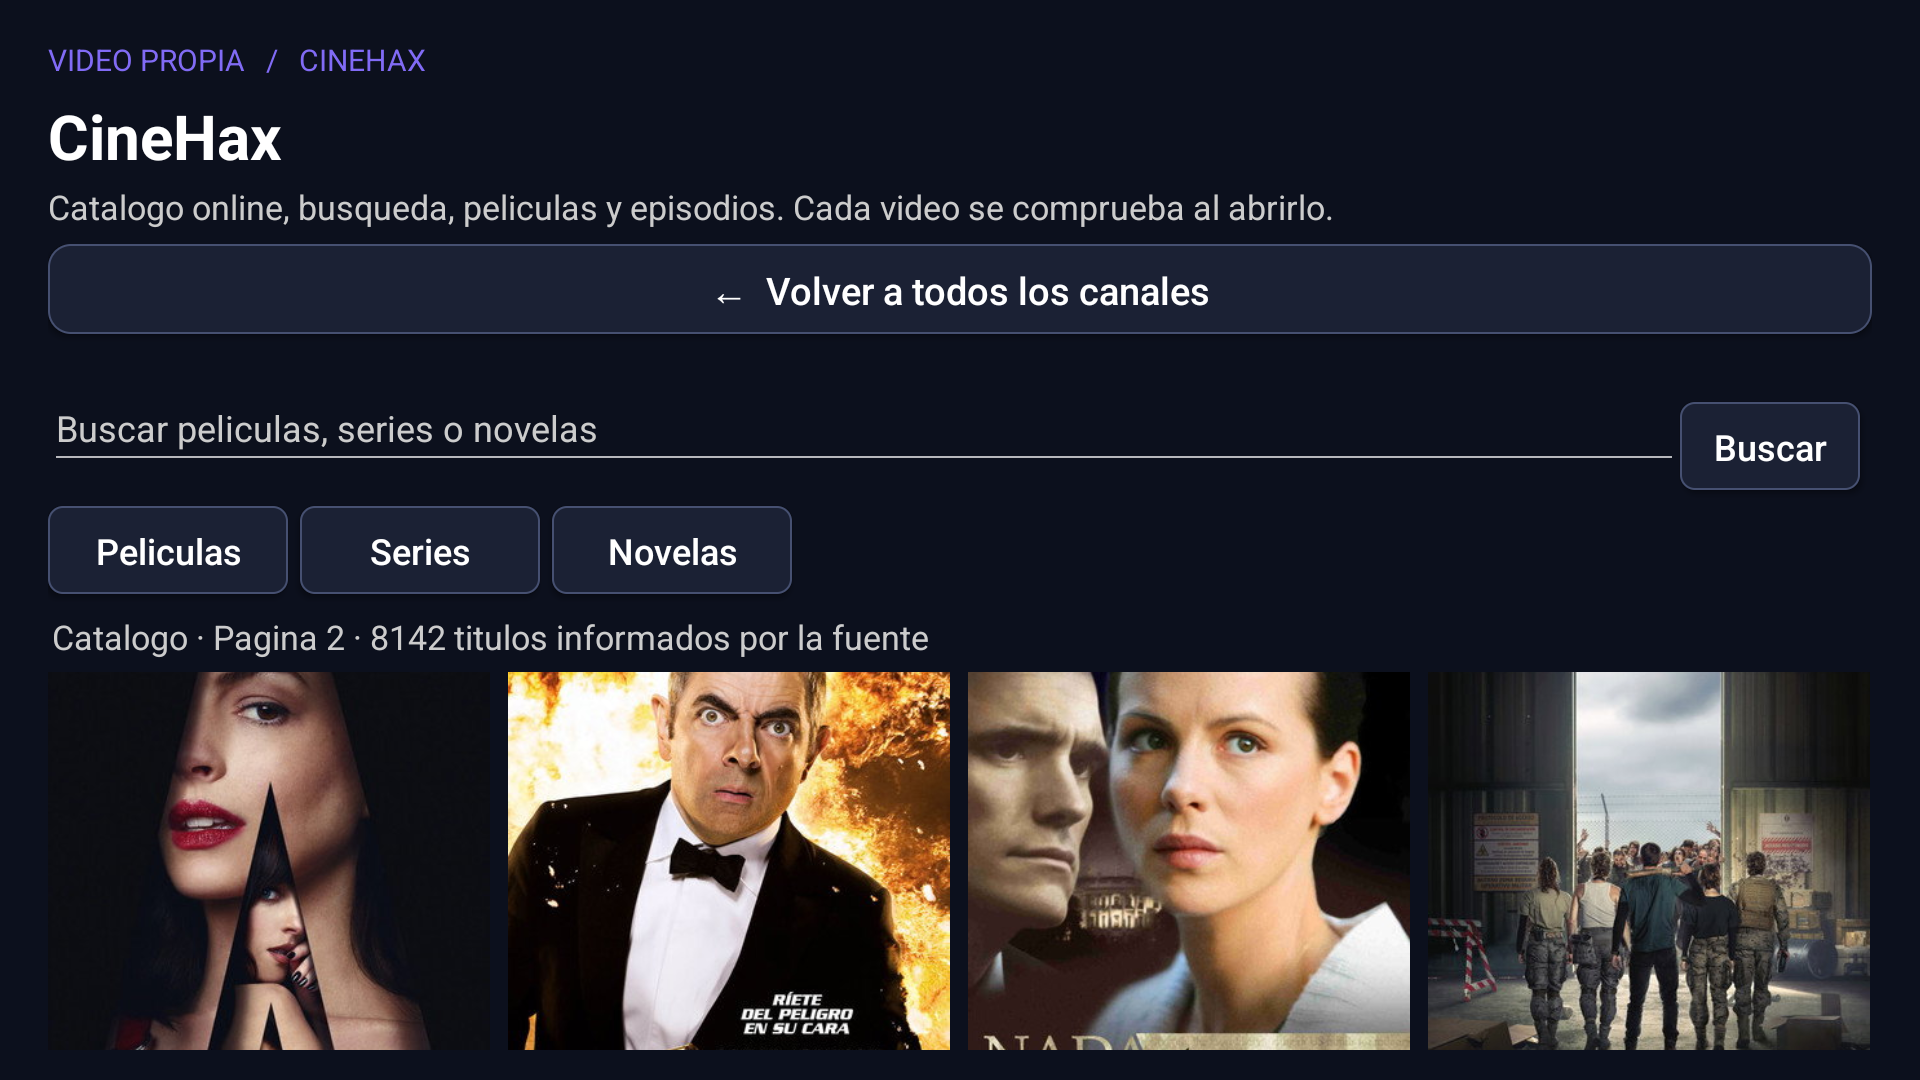 VIDEO PROPIA / CINEHAX
CineHax
Catalogo online, busqueda, peliculas y episodios. Cada video se comprueba al abrirlo.
← Volver a todos los canales
Buscar peliculas, series o novelas
Buscar
Peliculas
Series
Novelas
Catalogo · Pagina 2 · 8142 titulos informados por la fuente
RÍETE
DEL PELIGRO
EN SU CARA
NADA